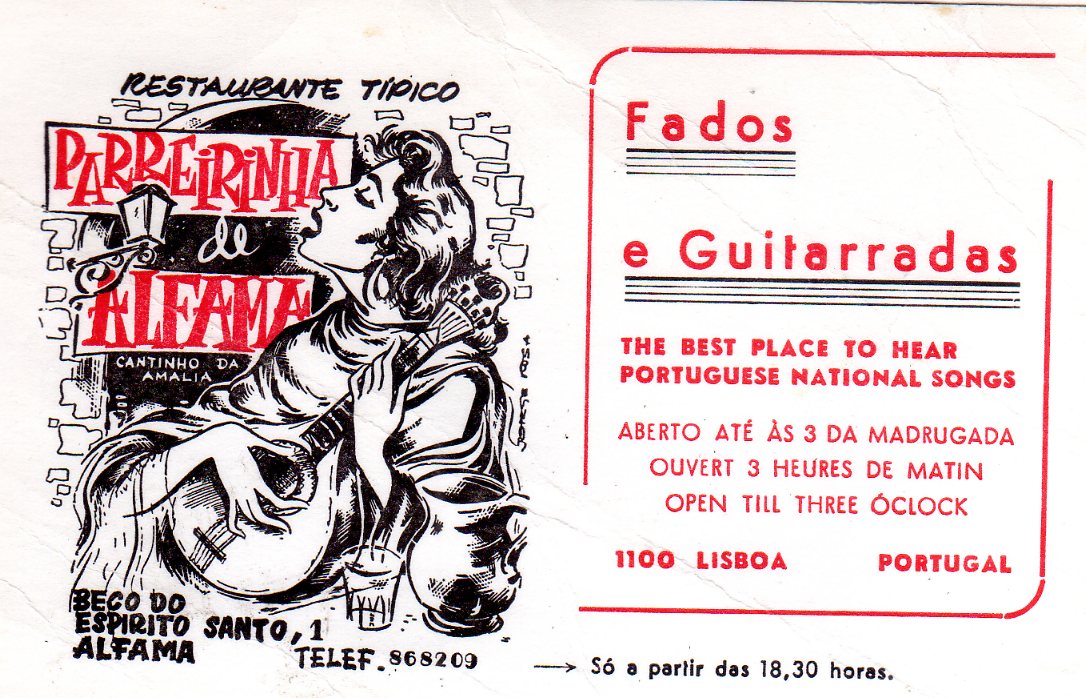 RESTAURANTE TÍPICO
PARREIRINHA
de
ALFAMA
CANTINHO DA
AMALIA
BECO DO
ESPIRITO SANTO, 1
ALFAMA
TELEF. 868209
Fados
e Guitarradas
THE BEST PLACE TO HEAR
PORTUGUESE NATIONAL SONGS
ABERTO ATÉ ÀS 3 DA MADRUGADA
OUVERT 3 HEURES DE MATIN
OPEN TILL THREE ÓCLOCK
1100 LISBOA PORTUGAL
→ Só a partir das 18,30 horas.